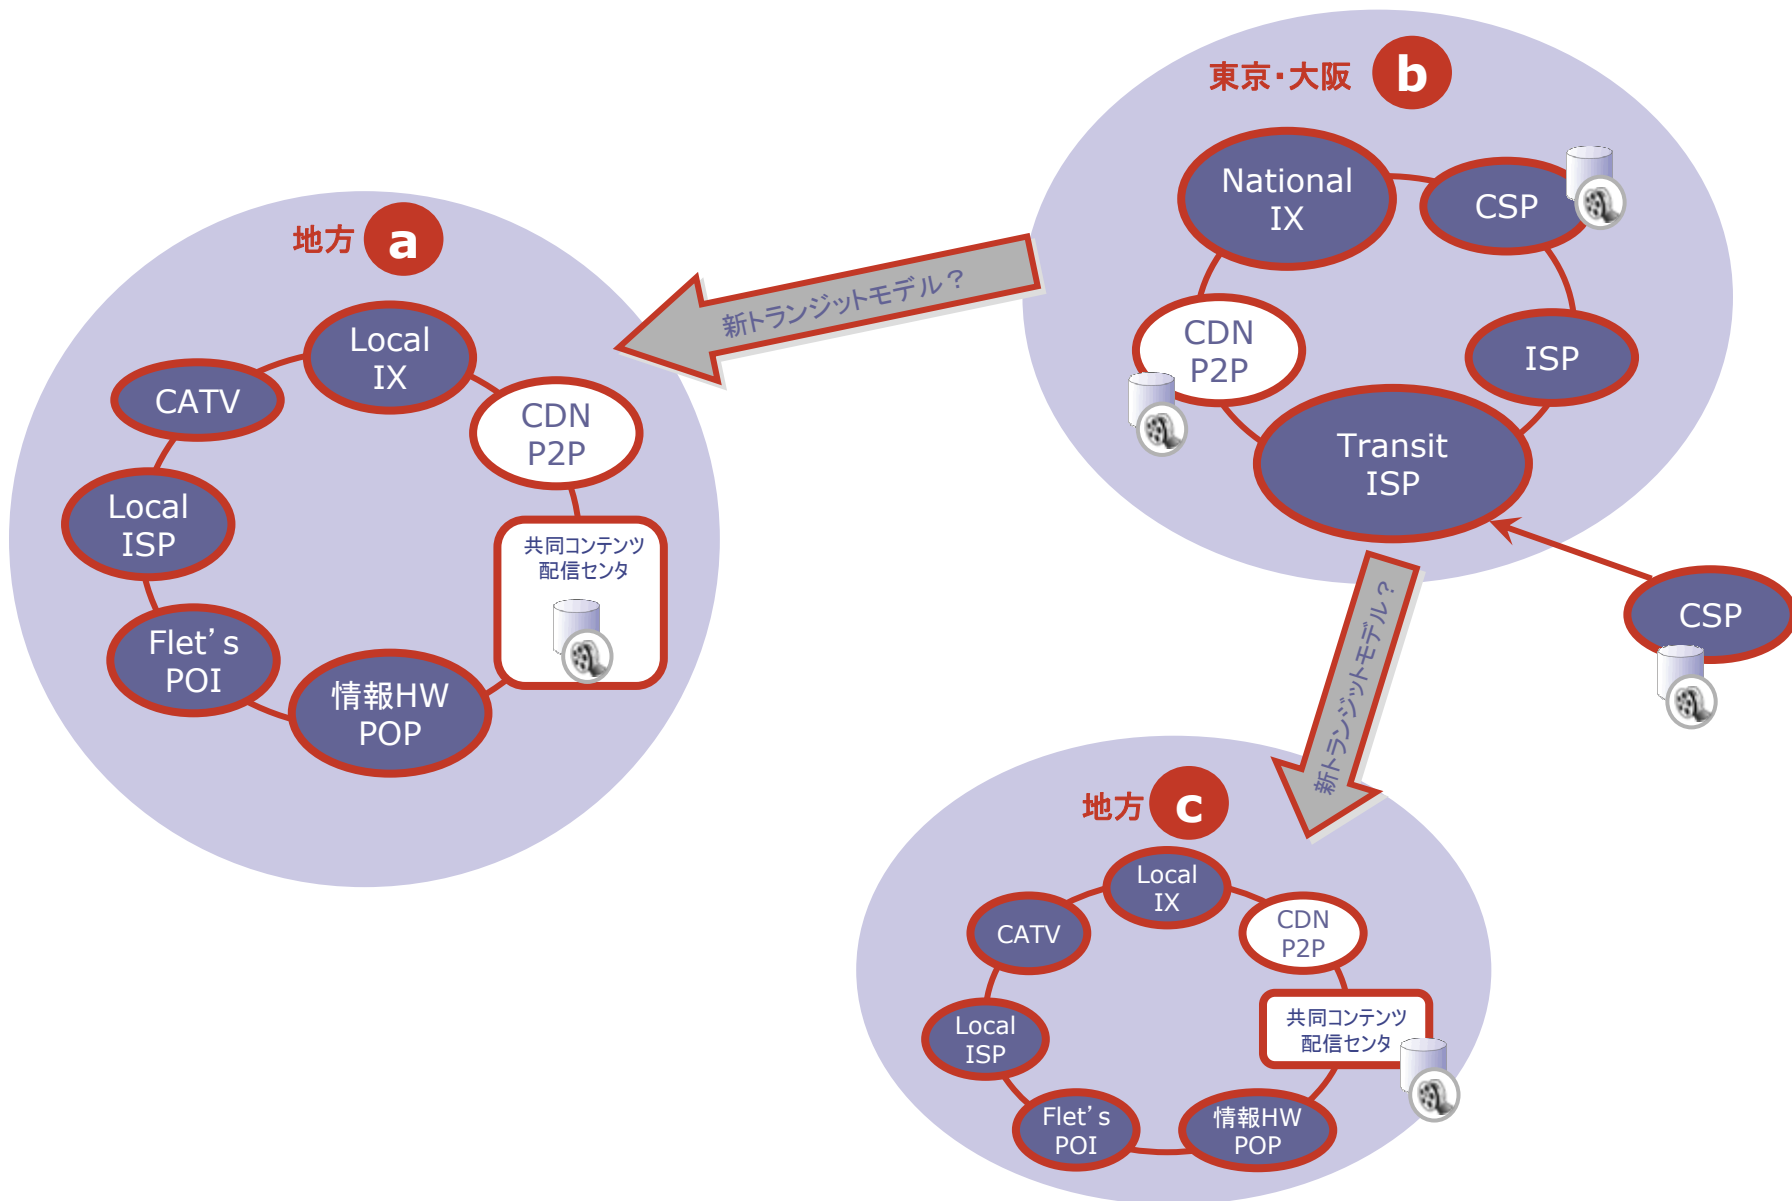 東京・大阪 b
National
IX
CSP
CDN
P2P
ISP
Transit
ISP
CSP
新トランジットモデル？
新トランジットモデル？
地方 a
Local
IX
CATV
CDN
P2P
Local
ISP
共同コンテンツ
配信センタ
Flet's
POI
情報HW
POP
地方 c
Local
IX
CATV
CDN
P2P
Local
ISP
共同コンテンツ
配信センタ
Flet's
POI
情報HW
POP